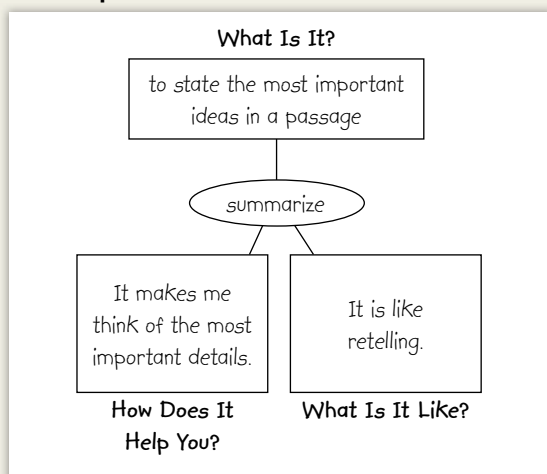 What Is It?
to state the most important
ideas in a passage
summarize
It makes me
think of the most
important details.
It is like
retelling.
How Does It
Help You?
What Is It Like?